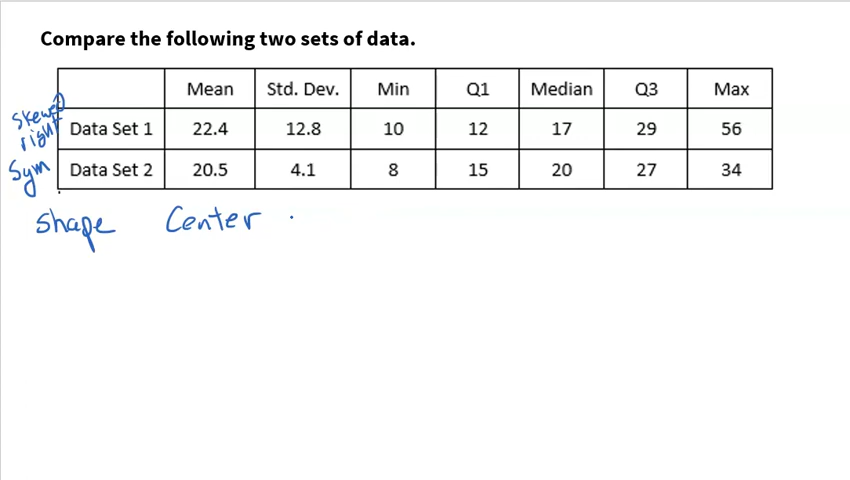 Compare the following two sets of data.
Mean Std. Dev. Min Q1 Median Q3 Max
skewed right Data Set 1 22.4 12.8 10 12 17 29 56
Sym Data Set 2 20.5 4.1 8 15 20 27 34
Shape Center